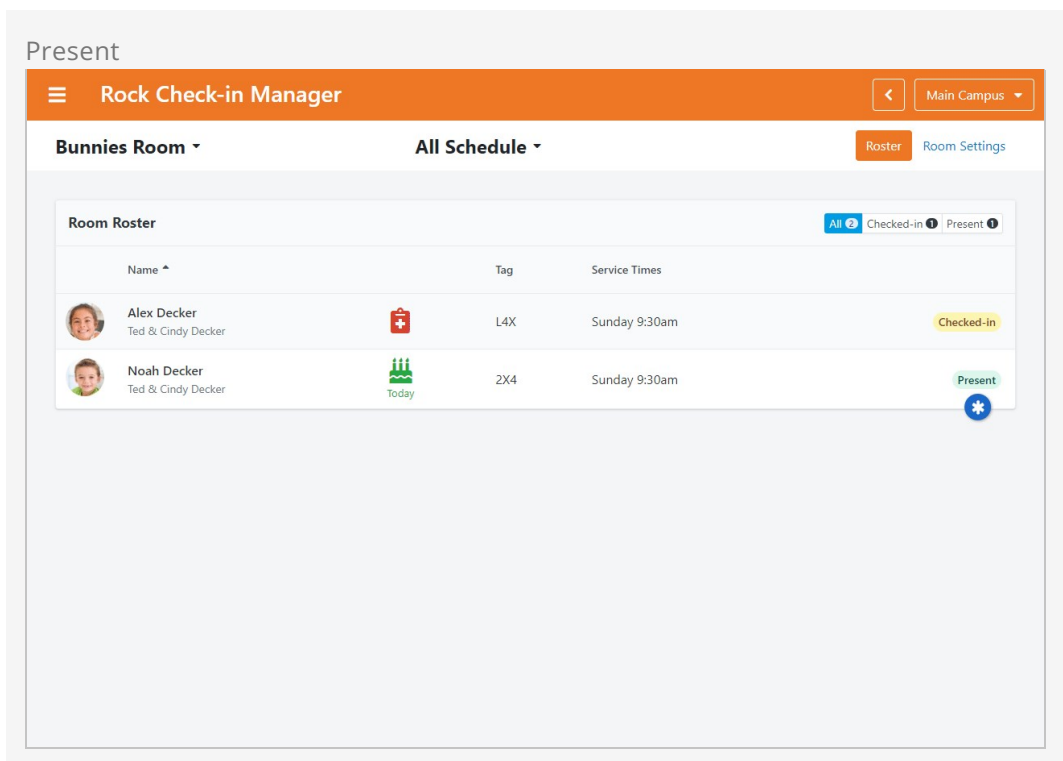 Present
Rock Check-in Manager Main Campus
Bunnies Room All Schedule Roster Room Settings
Room Roster All 2 Checked-in 1 Present 1
Name Tag Service Times
Alex Decker
Ted & Cindy Decker L4X Sunday 9:30am Checked-in
Noah Decker
Ted & Cindy Decker Today 2X4 Sunday 9:30am Present